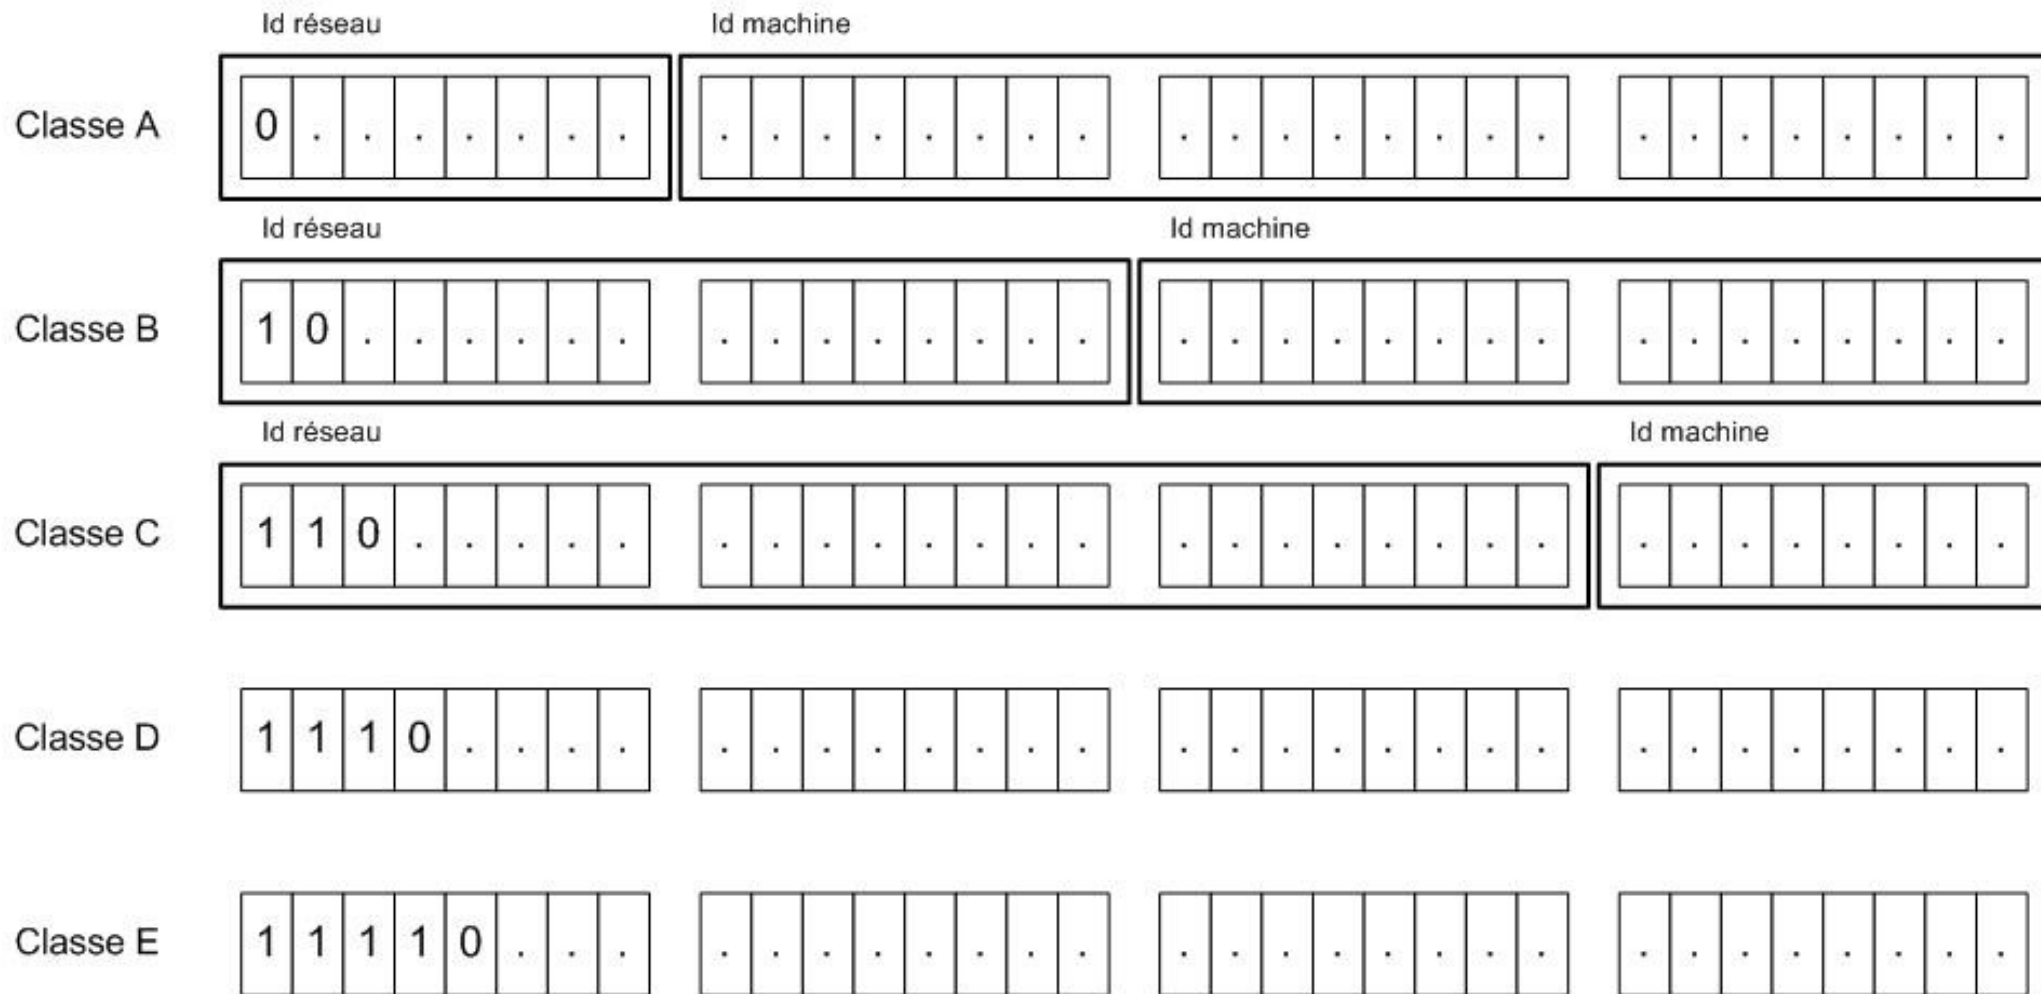 Id réseau Id machine
Classe A 0 . . . . . . . . . . . . . . . . . . . . . . . . . . . . . . .
Id réseau Id machine
Classe B 1 0 . . . . . . . . . . . . . . . . . . . . . . . . . . . . . .
Id réseau Id machine
Classe C 1 1 0 . . . . . . . . . . . . . . . . . . . . . . . . . . . . .
Classe D 1 1 1 0 . . . . . . . . . . . . . . . . . . . . . . . . . . . .
Classe E 1 1 1 1 0 . . . . . . . . . . . . . . . . . . . . . . . . . . .